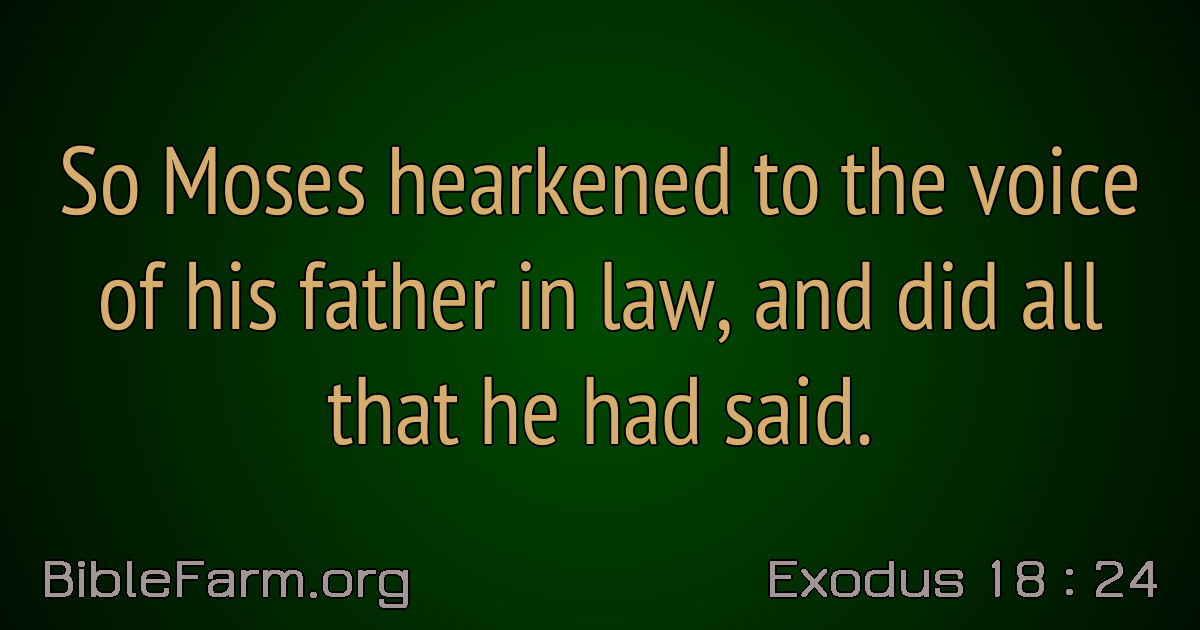 So Moses hearkened to the voice
of his father in law, and did all
that he had said.
BibleFarm.org
Exodus 18 : 24